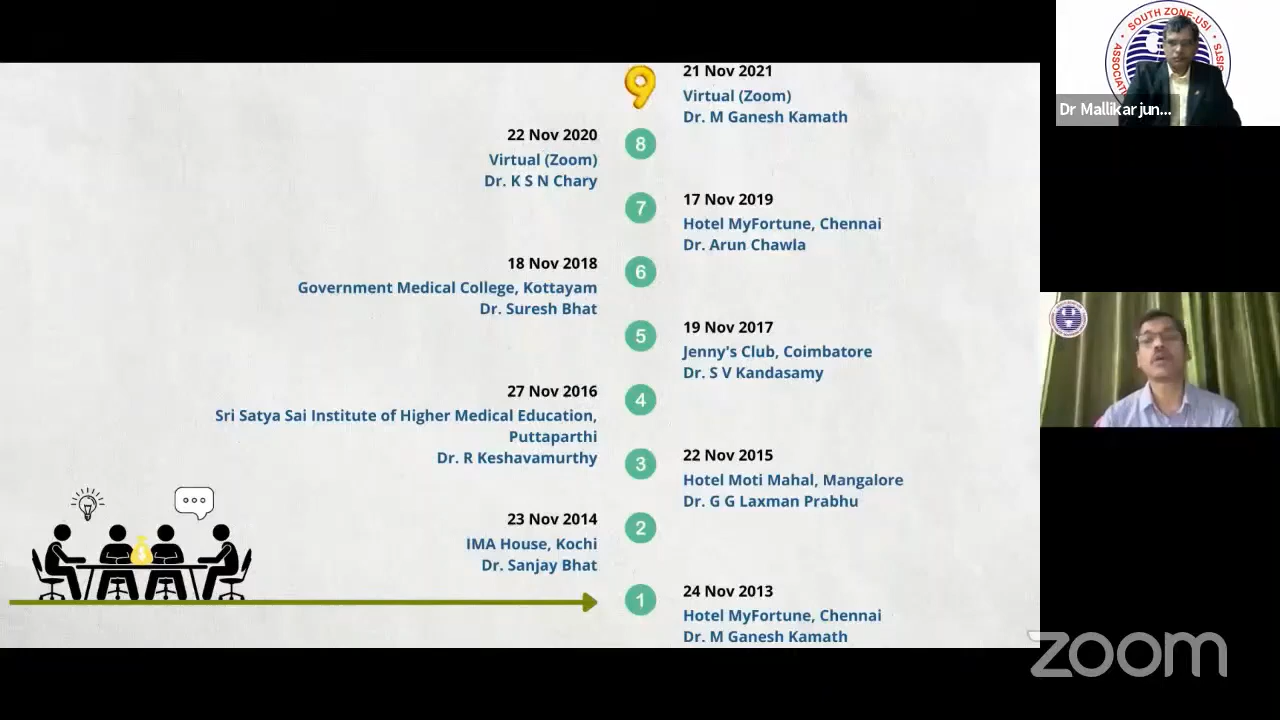 9
21 Nov 2021
Virtual (Zoom)
Dr. M Ganesh Kamath
22 Nov 2020
Virtual (Zoom)
Dr. K S N Chary
8
17 Nov 2019
Hotel MyFortune, Chennai
Dr. Arun Chawla
7
18 Nov 2018
Government Medical College, Kottayam
Dr. Suresh Bhat
6
19 Nov 2017
Jenny's Club, Coimbatore
Dr. S V Kandasamy
5
27 Nov 2016
Sri Satya Sai Institute of Higher Medical Education,
Puttaparthi
Dr. R Keshavamurthy
4
22 Nov 2015
Hotel Moti Mahal, Mangalore
Dr. G G Laxman Prabhu
3
23 Nov 2014
IMA House, Kochi
Dr. Sanjay Bhat
2
24 Nov 2013
Hotel MyFortune, Chennai
Dr. M Ganesh Kamath
1
$
SOUTH ZONE-USI
Dr Mallikarjun...
zoom